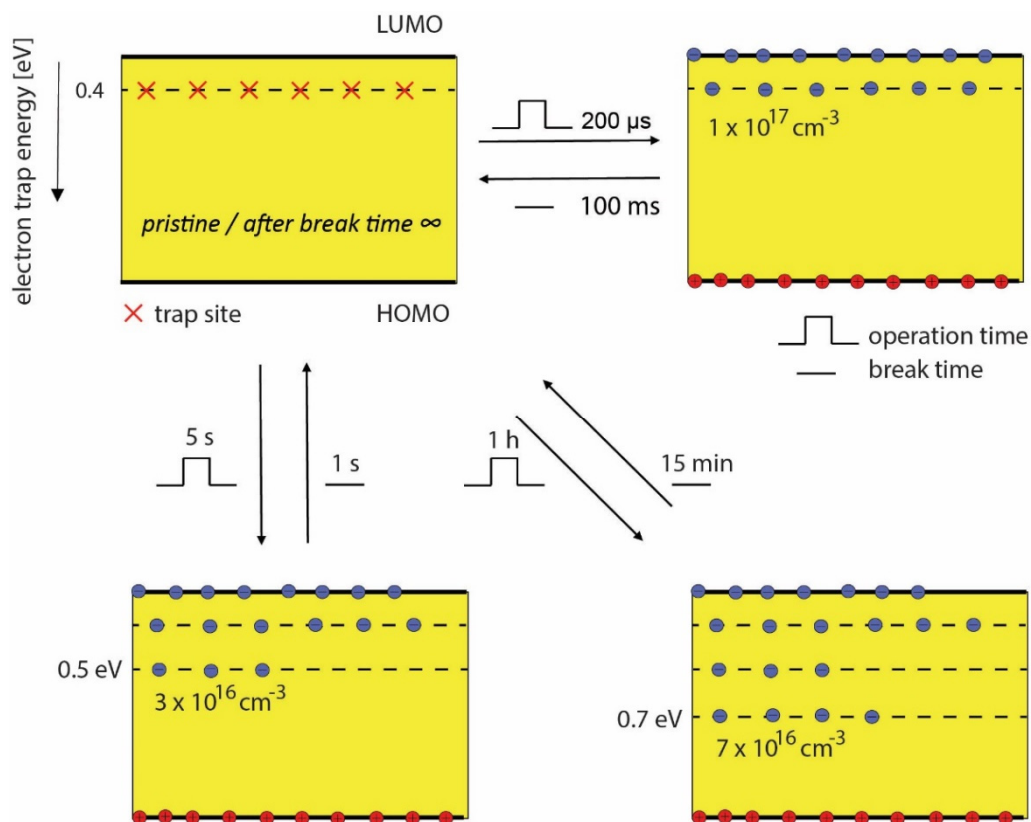 LUMO
electron trap energy [eV]
0.4
pristine / after break time ∞
× trap site
HOMO
200 µs
100 ms
1 x 10¹⁷ cm⁻³
operation time
break time
5 s
1 s
1 h
15 min
0.5 eV
3 x 10¹⁶ cm⁻³
0.7 eV
7 x 10¹⁶ cm⁻³